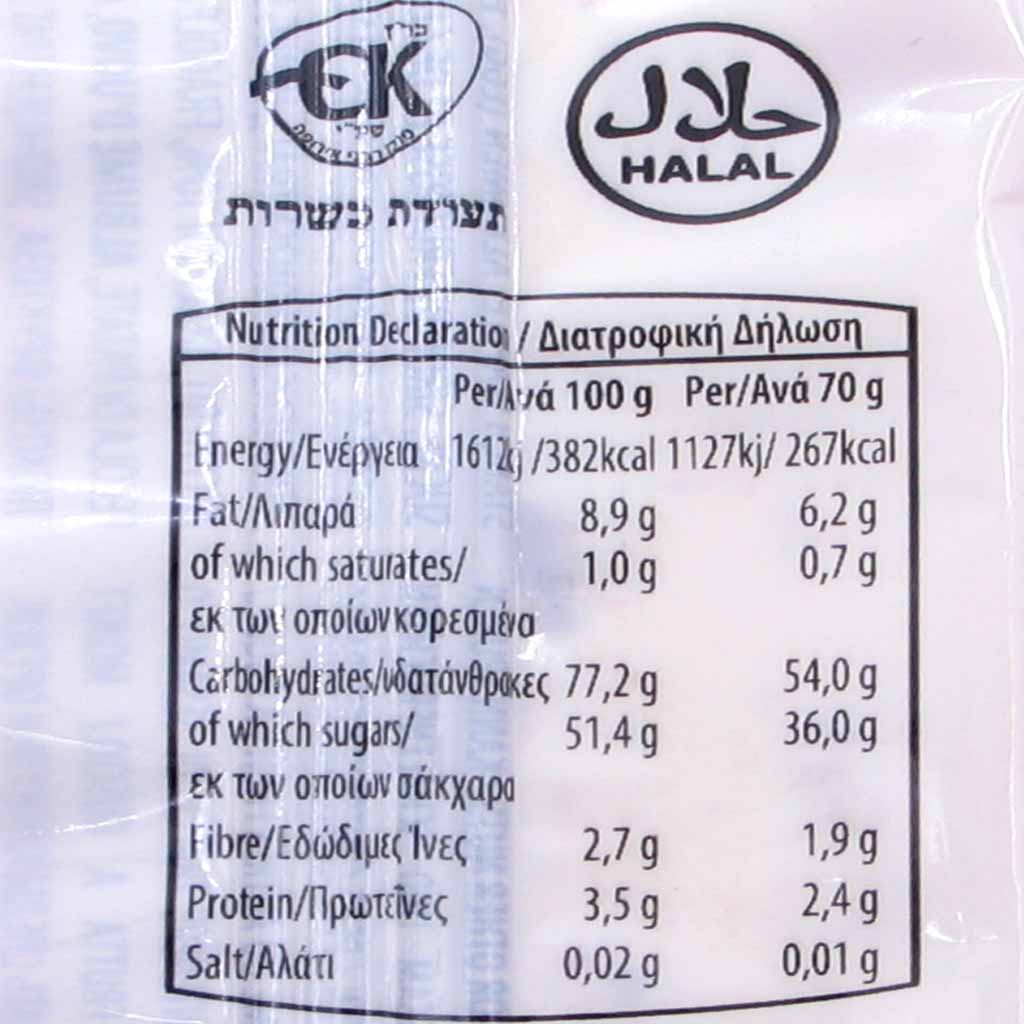 EK
חלאל
HALAL
תעודת כשרות
Nutrition Declaration / Διατροφική Δήλωση
Per/Ανά 100 g Per/Ανά 70 g
Energy/Ενέργεια 1612kj /382kcal 1127kj/ 267kcal
Fat/Λιπαρά 8,9 g 6,2 g
of which saturates/ 1,0 g 0,7 g
εκ των οποίων κορεσμένα
Carbohydrates/υδατάνθρακες 77,2 g 54,0 g
of which sugars/ 51,4 g 36,0 g
εκ των οποίων σάκχαρα
Fibre/Εδώδιμες Ίνες 2,7 g 1,9 g
Protein/Πρωτεΐνες 3,5 g 2,4 g
Salt/Αλάτι 0,02 g 0,01 g